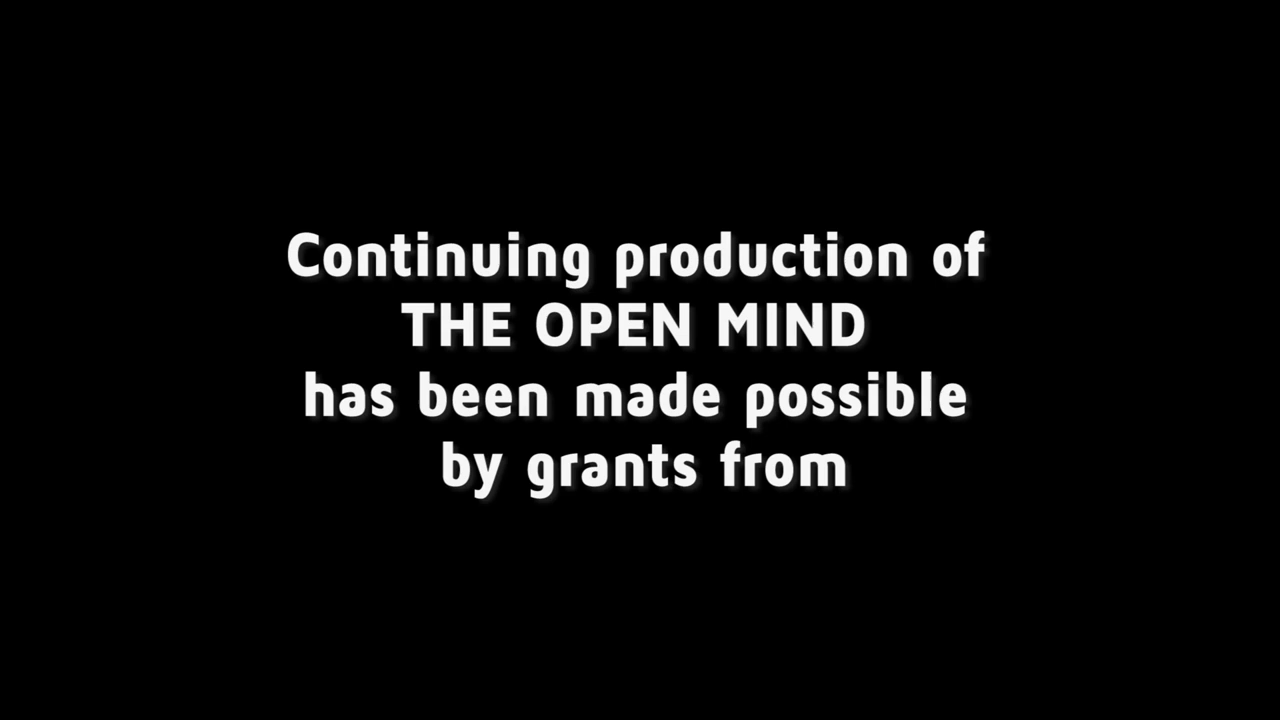 Continuing production of
THE OPEN MIND
has been made possible
by grants from